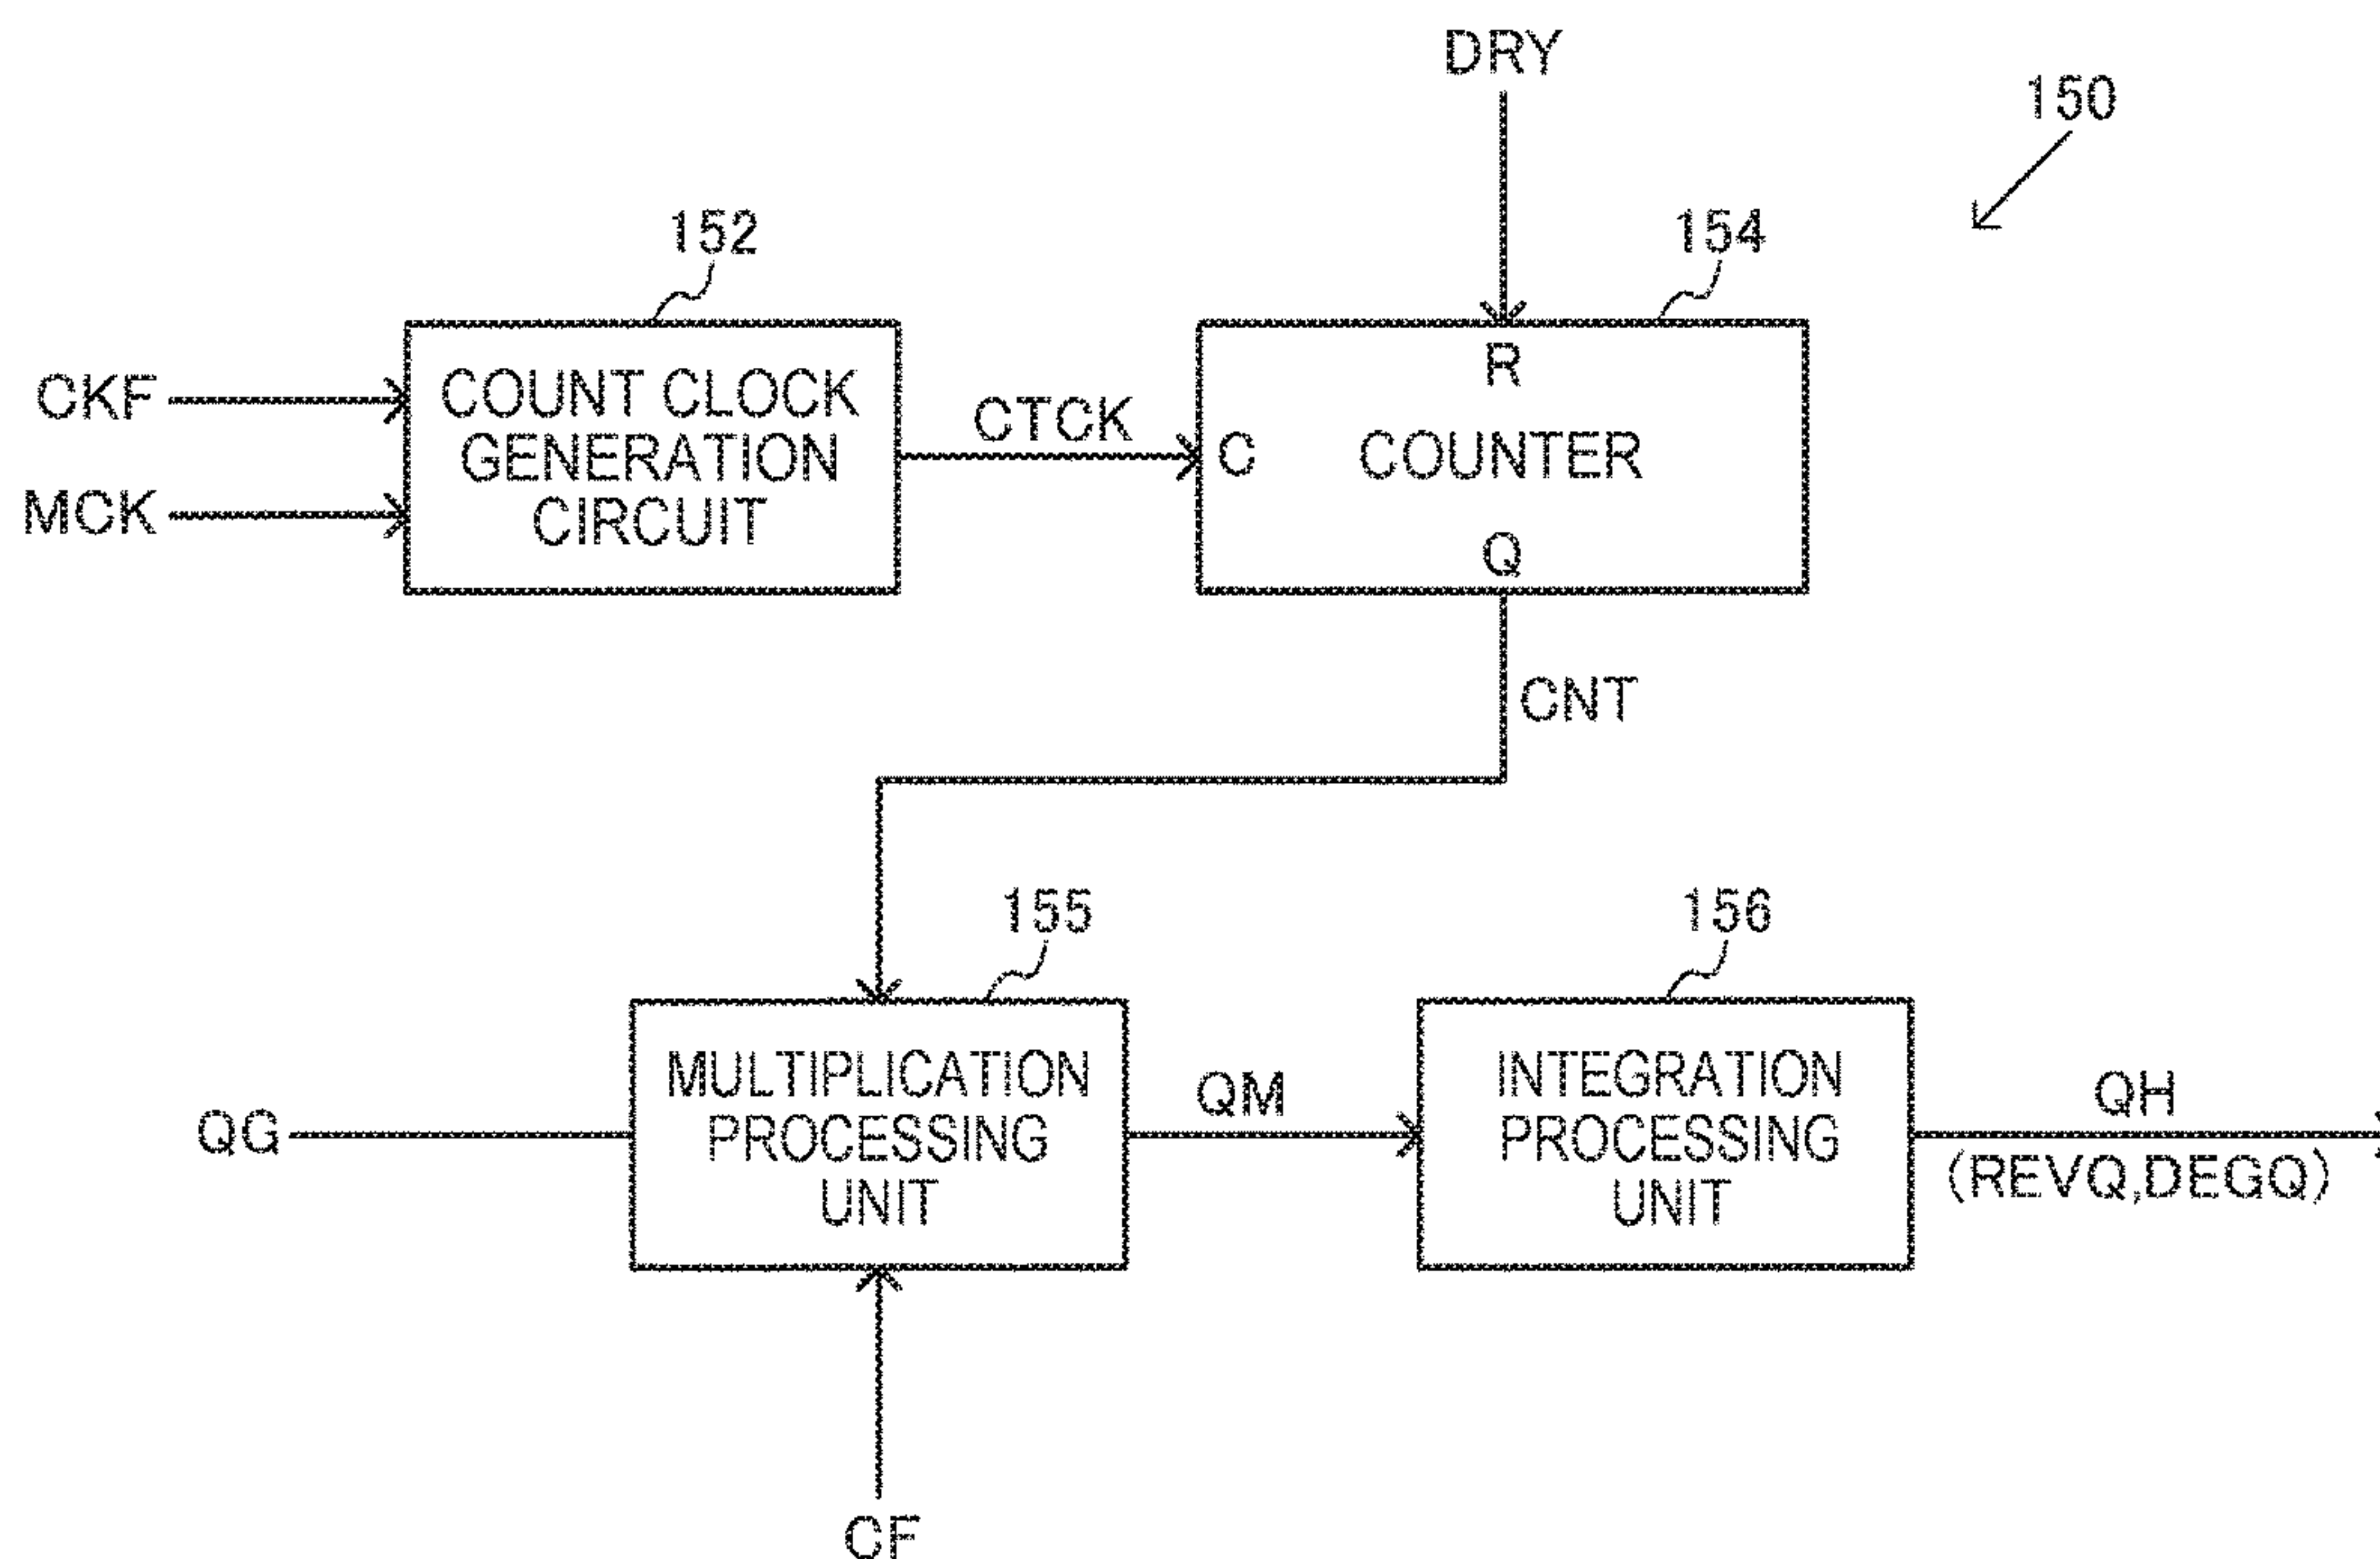 DRY
150
152
154
CKF
MCK
COUNT CLOCK
GENERATION
CIRCUIT
CTCK
C
R
COUNTER
Q
CNT
155
156
QG
MULTIPLICATION
PROCESSING
UNIT
QM
INTEGRATION
PROCESSING
UNIT
QH
(REVQ,DEGQ)
CF